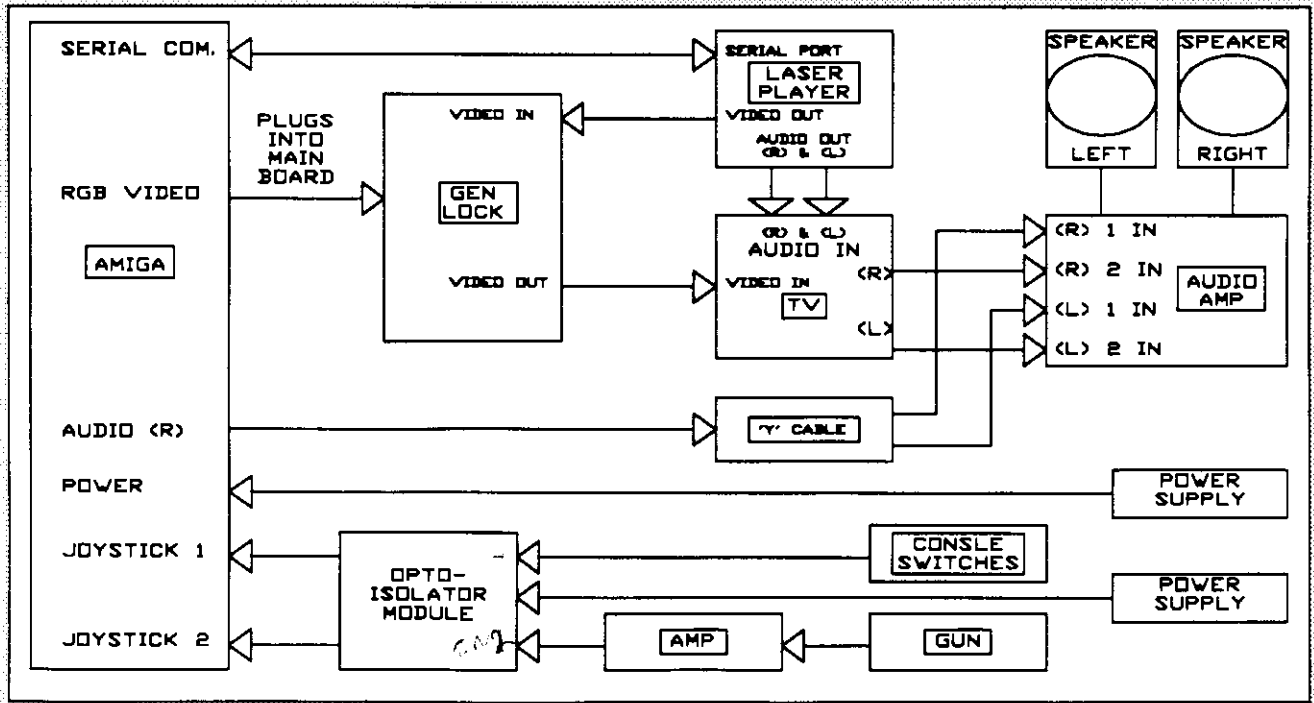 SERIAL COM.
RGB VIDEO
AMIGA
AUDIO (R)
POWER
JOYSTICK 1
JOYSTICK 2
PLUGS
INTO
MAIN
BOARD
VIDEO IN
GEN
LOCK
VIDEO OUT
SERIAL PORT
LASER
PLAYER
VIDEO OUT
AUDIO OUT
(R) & (L)
(R) & (L)
AUDIO IN
(R)
VIDEO IN
TV
(L)
"Y" CABLE
SPEAKER
LEFT
SPEAKER
RIGHT
(R) 1 IN
(R) 2 IN
(L) 1 IN
(L) 2 IN
AUDIO
AMP
POWER
SUPPLY
OPTO-
ISOLATOR
MODULE
CONSLE
SWITCHES
POWER
SUPPLY
AMP
GUN